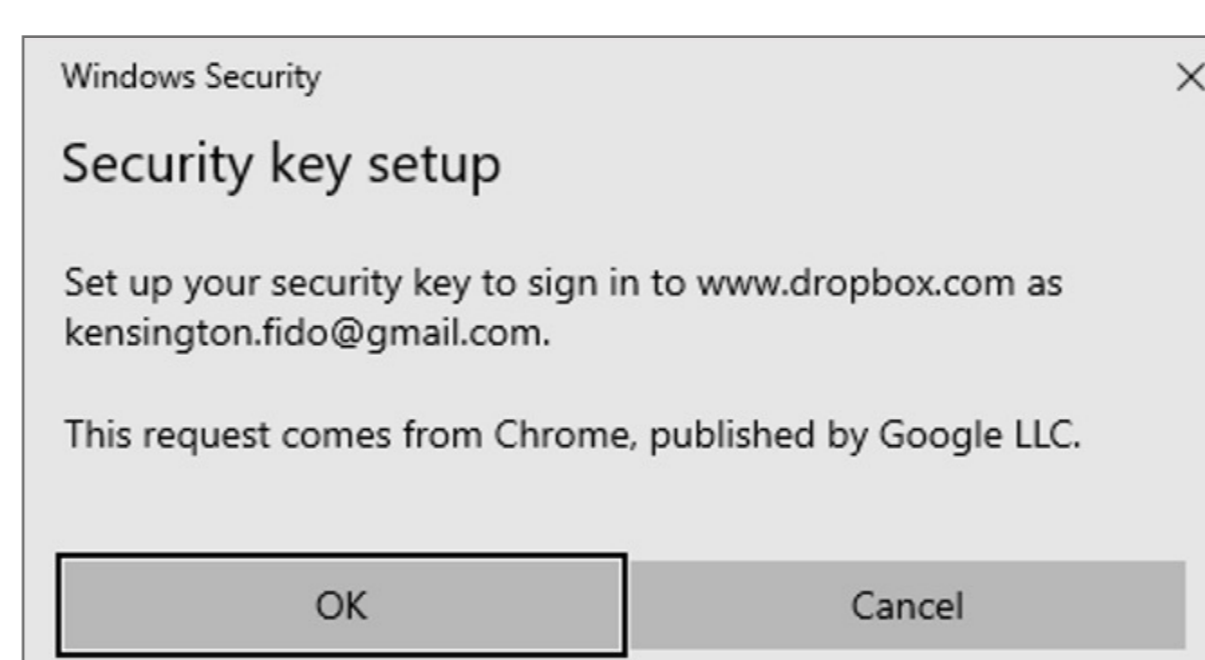 Windows Security
Security key setup
Set up your security key to sign in to www.dropbox.com as
kensington.fido@gmail.com.
This request comes from Chrome, published by Google LLC.
OK Cancel